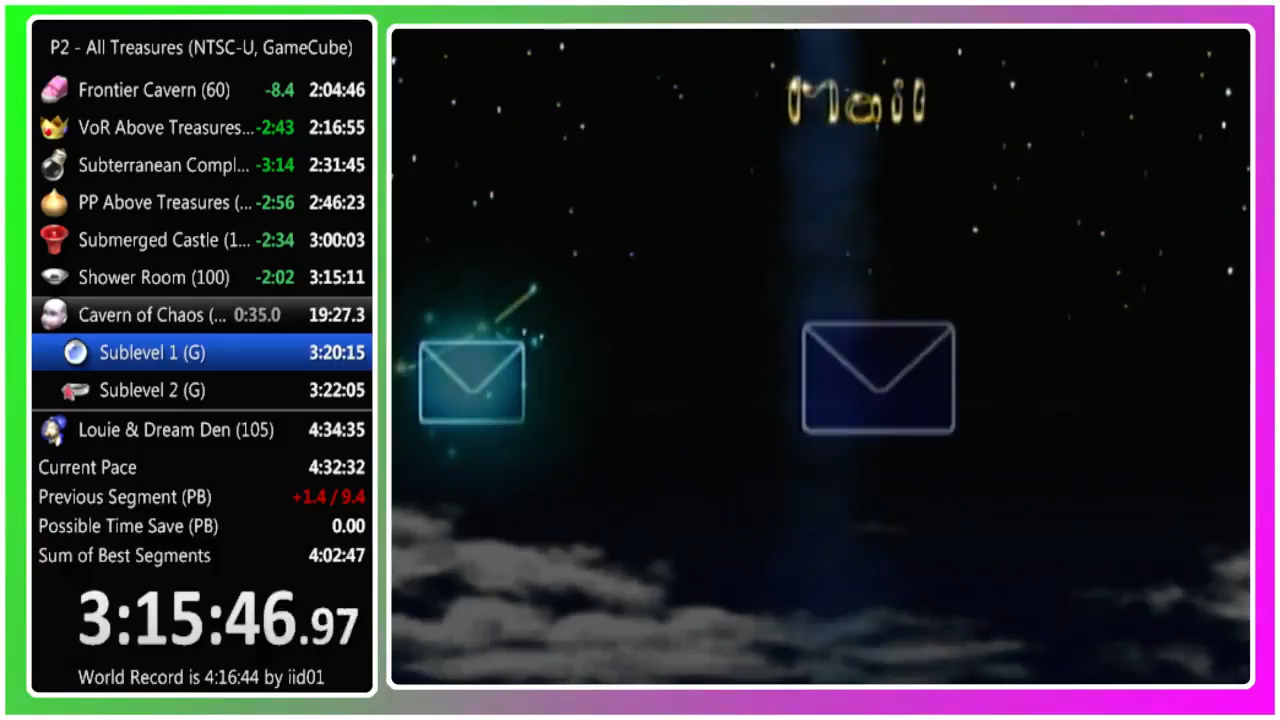 P2 - All Treasures (NTSC-U, GameCube)
Frontier Cavern (60) -8.4 2:04:46
VoR Above Treasures... -2:43 2:16:55
Subterranean Compl... -3:14 2:31:45
PP Above Treasures (... -2:56 2:46:23
Submerged Castle (1... -2:34 3:00:03
Shower Room (100) -2:02 3:15:11
Cavern of Chaos (... 0:35.0 19:27.3
Sublevel 1 (G) 3:20:15
Sublevel 2 (G) 3:22:05
Louie & Dream Den (105) 4:34:35
Current Pace 4:32:32
Previous Segment (PB) +1.4 / 9.4
Possible Time Save (PB) 0.00
Sum of Best Segments 4:02:47
3:15:46.97
World Record is 4:16:44 by iid01
Mail